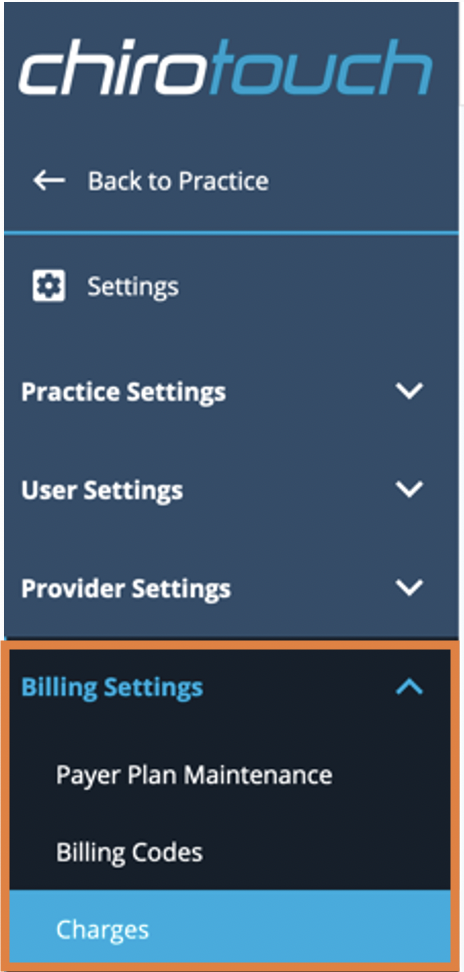 chirotouch
Back to Practice
Settings
Practice Settings
User Settings
Provider Settings
Billing Settings
Payer Plan Maintenance
Billing Codes
Charges